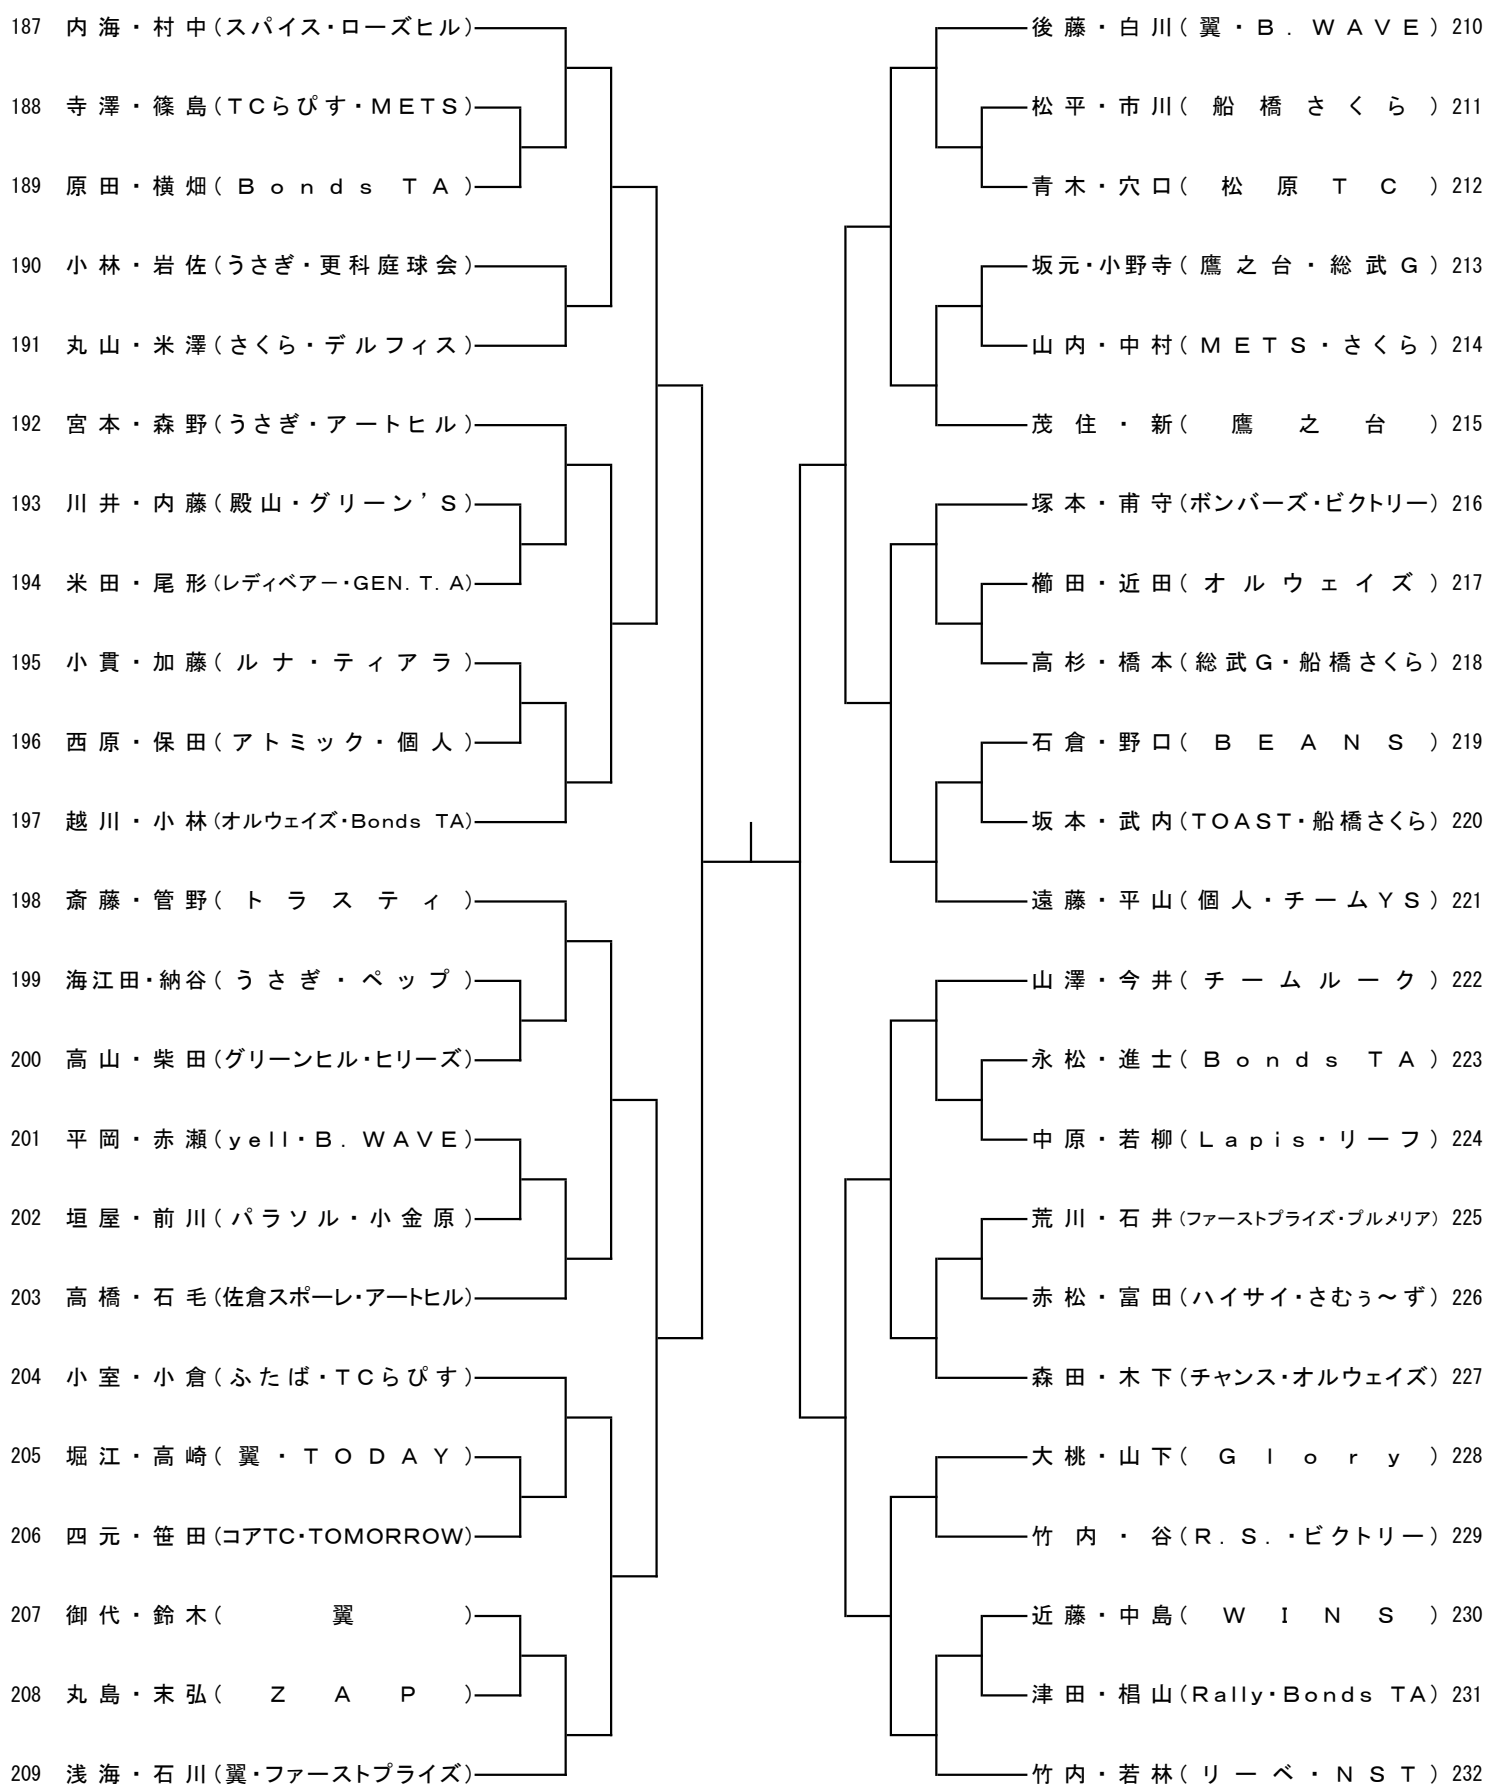 187 内海・村中(スパイス・ローズヒル)
188 寺澤・篠島(TCらぴす・METS)
189 原田・横畑(Bonds TA)
190 小林・岩佐(うさぎ・更科庭球会)
191 丸山・米澤(さくら・デルフィス)
192 宮本・森野(うさぎ・アートヒル)
193 川井・内藤(殿山・グリーン’S)
194 米田・尾形(レディベアー・GEN.T.A)
195 小貫・加藤(ルナ・ティアラ)
196 西原・保田(アトミック・個人)
197 越川・小林(オルウェイズ・Bonds TA)
198 斎藤・管野(トラスティ)
199 海江田・納谷(うさぎ・ペップ)
200 高山・柴田(グリーンヒル・ヒリーズ)
201 平岡・赤瀬(yell・B.WAVE)
202 垣屋・前川(パラソル・小金原)
203 高橋・石毛(佐倉スポーレ・アートヒル)
204 小室・小倉(ふたば・TCらぴす)
205 堀江・高崎(翼・TODAY)
206 四元・笹田(コアTC・TOMORROW)
207 御代・鈴木(翼)
208 丸島・末弘(ZAP)
209 浅海・石川(翼・ファーストプライズ)
後藤・白川(翼・B.WAVE) 210
松平・市川(船橋さくら) 211
青木・穴口(松原TC) 212
坂元・小野寺(鷹之台・総武G) 213
山内・中村(METS・さくら) 214
茂住・新(鷹之台) 215
塚本・甫守(ボンバーズ・ビクトリー) 216
櫛田・近田(オルウェイズ) 217
高杉・橋本(総武G・船橋さくら) 218
石倉・野口(BEANS) 219
坂本・武内(TOAST・船橋さくら) 220
遠藤・平山(個人・チームYS) 221
山澤・今井(チームルーク) 222
永松・進士(Bonds TA) 223
中原・若柳(Lapis・リーフ) 224
荒川・石井(ファーストプライズ・プルメリア) 225
赤松・富田(ハイサイ・さむぅ～ず) 226
森田・木下(チャンス・オルウェイズ) 227
大桃・山下(Glory) 228
竹内・谷(R.S.・ビクトリー) 229
近藤・中島(WINS) 230
津田・椙山(Rally・Bonds TA) 231
竹内・若林(リーベ・NST) 232